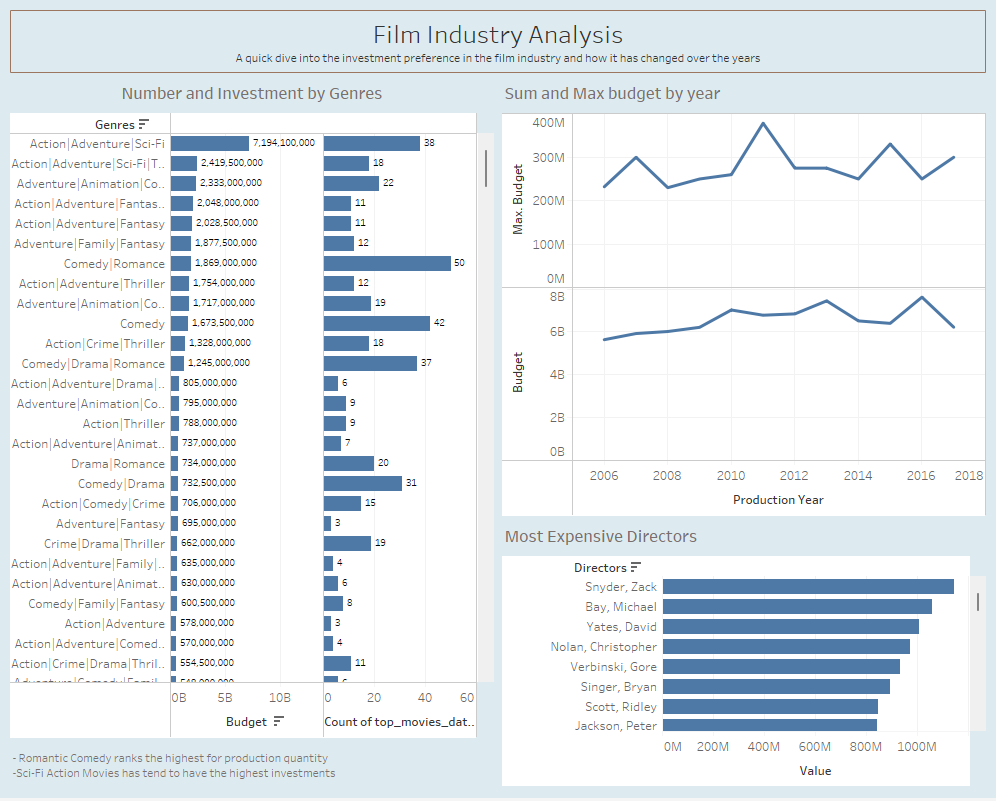 Film Industry Analysis
A quick dive into the investment preference in the film industry and how it has changed over the years
Number and Investment by Genres
Genres
Action|Adventure|Sci-Fi 7,194,100,000 38
Action|Adventure|Sci-Fi|T.. 2,419,500,000 18
Adventure|Animation|Co.. 2,333,000,000 22
Action|Adventure|Fantas.. 2,048,000,000 11
Action|Adventure|Fantasy 2,028,500,000 11
Adventure|Family|Fantasy 1,877,500,000 12
Comedy|Romance 1,869,000,000 50
Action|Adventure|Thriller 1,754,000,000 12
Adventure|Animation|Co.. 1,717,000,000 19
Comedy 1,673,500,000 42
Action|Crime|Thriller 1,328,000,000 18
Comedy|Drama|Romance 1,245,000,000 37
Action|Adventure|Drama|.. 805,000,000 6
Adventure|Animation|Co.. 795,000,000 9
Action|Thriller 788,000,000 9
Action|Adventure|Animat.. 737,000,000 7
Drama|Romance 734,000,000 20
Comedy|Drama 732,500,000 31
Action|Comedy|Crime 706,000,000 15
Adventure|Fantasy 695,000,000 3
Crime|Drama|Thriller 662,000,000 19
Action|Adventure|Family|.. 635,000,000 4
Action|Adventure|Animat.. 630,000,000 6
Comedy|Family|Fantasy 600,500,000 8
Action|Adventure 578,000,000 3
Action|Adventure|Comed.. 570,000,000 4
Action|Crime|Drama|Thril.. 554,500,000 11
0B 5B 10B 0 20 40 60
Budget Count of top_movies_dat..
- Romantic Comedy ranks the highest for production quantity
-Sci-Fi Action Movies has tend to have the highest investments
Sum and Max budget by year
400M
300M
200M
100M
0M
Max. Budget
8B
6B
4B
2B
0B
Budget
2006 2008 2010 2012 2014 2016 2018
Production Year
Most Expensive Directors
Directors
Snyder, Zack
Bay, Michael
Yates, David
Nolan, Christopher
Verbinski, Gore
Singer, Bryan
Scott, Ridley
Jackson, Peter
0M 200M 400M 600M 800M 1000M
Value